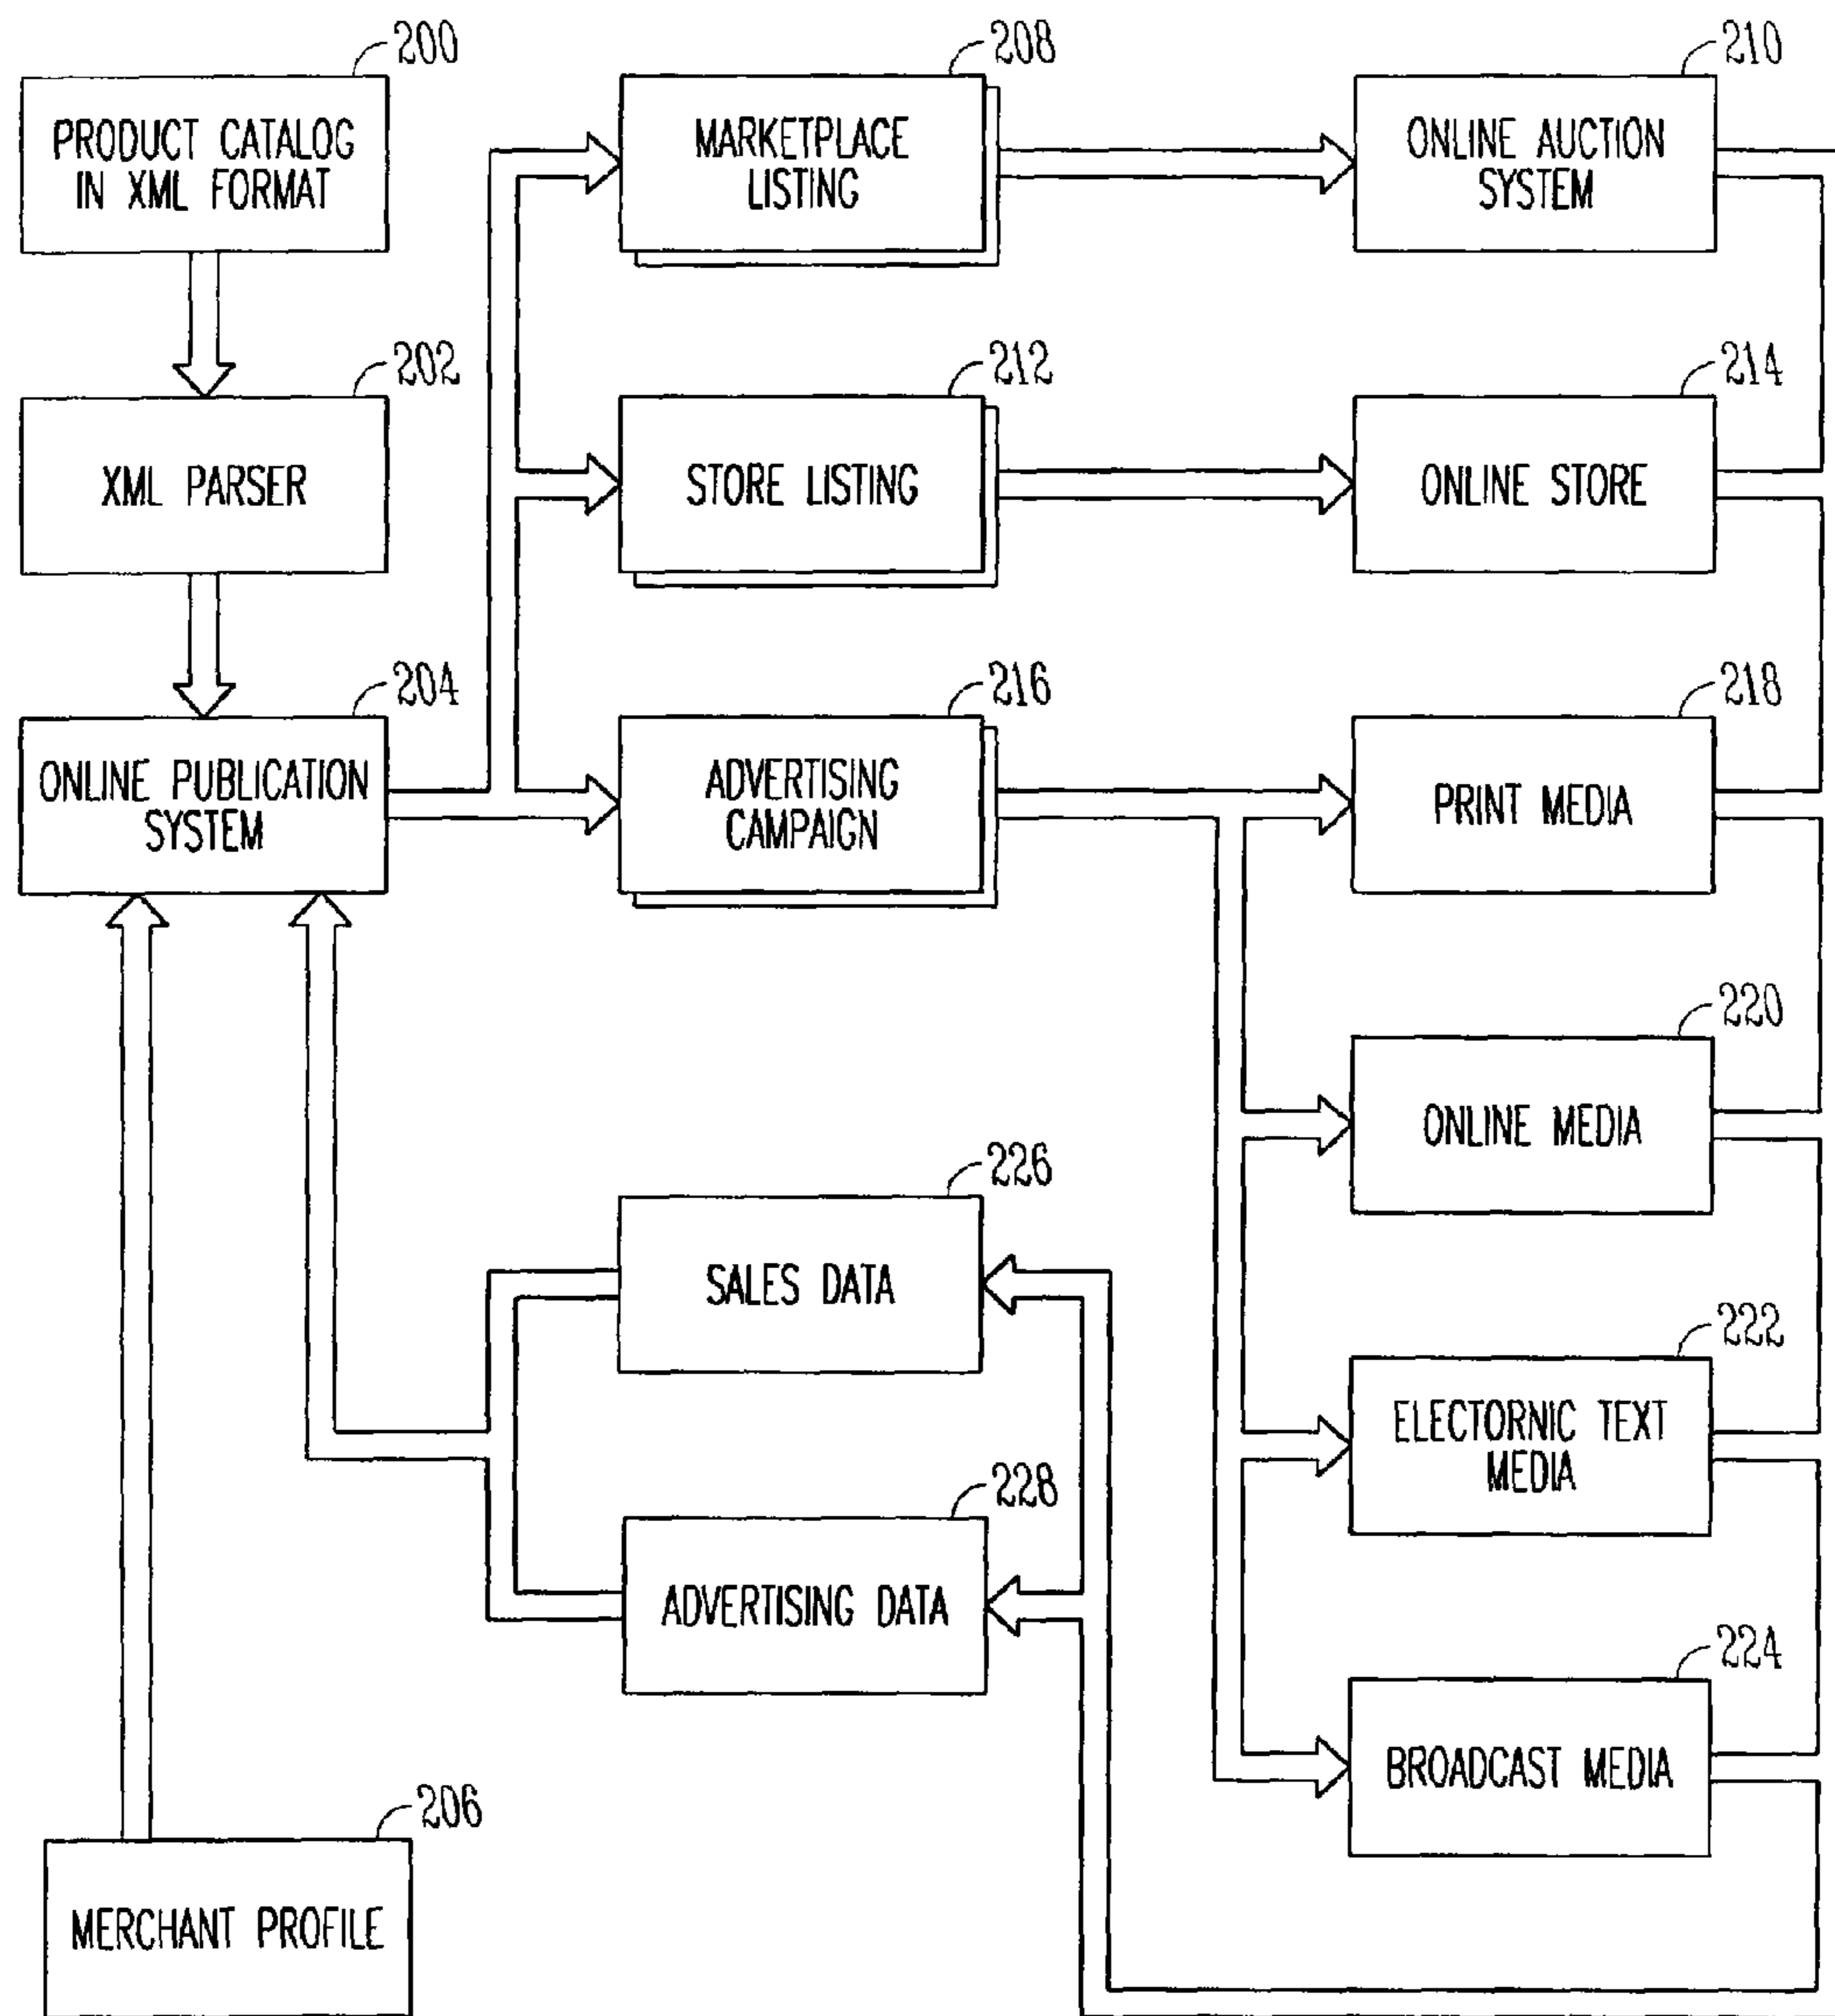 200
PRODUCT CATALOG
IN XML FORMAT
208
MARKETPLACE
LISTING
210
ONLINE AUCTION
SYSTEM
202
XML PARSER
212
STORE LISTING
214
ONLINE STORE
204
ONLINE PUBLICATION
SYSTEM
216
ADVERTISING
CAMPAIGN
218
PRINT MEDIA
220
ONLINE MEDIA
226
SALES DATA
222
ELECTORNIC TEXT
MEDIA
228
ADVERTISING DATA
224
BROADCAST MEDIA
206
MERCHANT PROFILE